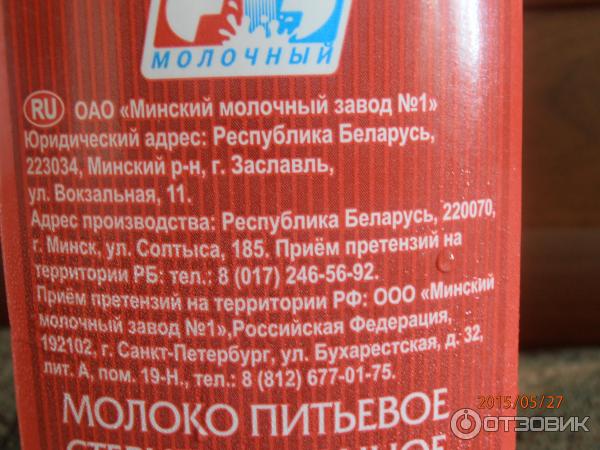 МОЛОЧНЫЙ
RU ОАО «Минский молочный завод №1»
Юридический адрес: Республика Беларусь,
223034, Минский р-н, г. Заславль,
ул. Вокзальная, 11.
Адрес производства: Республика Беларусь, 220070,
г. Минск, ул. Солтыса, 185. Приём претензий на
территории РБ: тел.: 8 (017) 246-56-92.
Приём претензий на территории РФ: ООО «Минский
молочный завод №1»,Российская Федерация,
192102, г. Санкт-Петербург, ул. Бухарестская, д. 32,
лит. А, пом. 19-Н., тел.: 8 (812) 677-01-75.
МОЛОКО ПИТЬЕВОЕ
2015/05/27
ОТЗОВИК